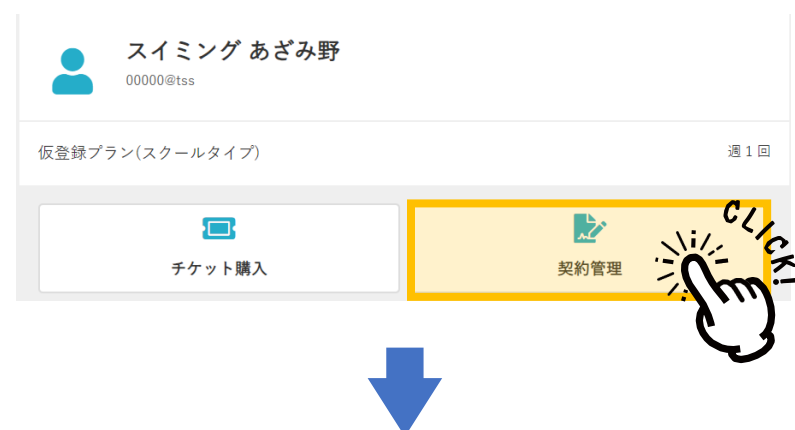 スイミング あざみ野
00000@tss
仮登録プラン(スクールタイプ)
週1回
チケット購入
契約管理
CLICK!